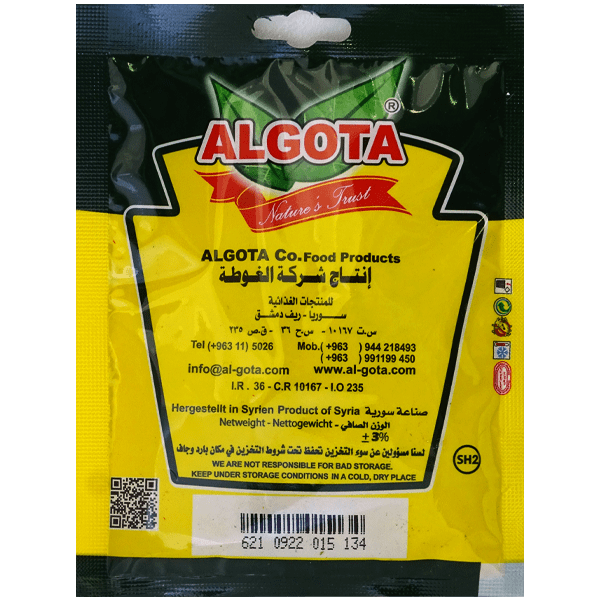 ALGOTA
®
Nature's Trust
ALGOTA Co. Food Products
إنتاج شركة الغوطة
للمنتجات الغذائية
سوريا - ريف دمشق
س.ت ١٠١٦٧ - س.ح ٣٦ - ق.ص ٢٣٥
Tel (+963 11) 5026 Mob.( +963 ) 944 218493
( +963 ) 991199 450
info@al-gota.com www.al-gota.com
I.R . 36 - C.R 10167 - I.O 235
Hergestellt in Syrien Product of Syria صناعة سورية
Netweight - Nettogewicht - الوزن الصافي
± 3%
لسنا مسؤولين عن سوء التخزين تحفظ تحت شروط التخزين في مكان بارد وجاف
WE ARE NOT RESPONSIBLE FOR BAD STORAGE.
KEEP UNDER STORAGE CONDITIONS IN A COLD, DRY PLACE
SH2
621 0922 015 134